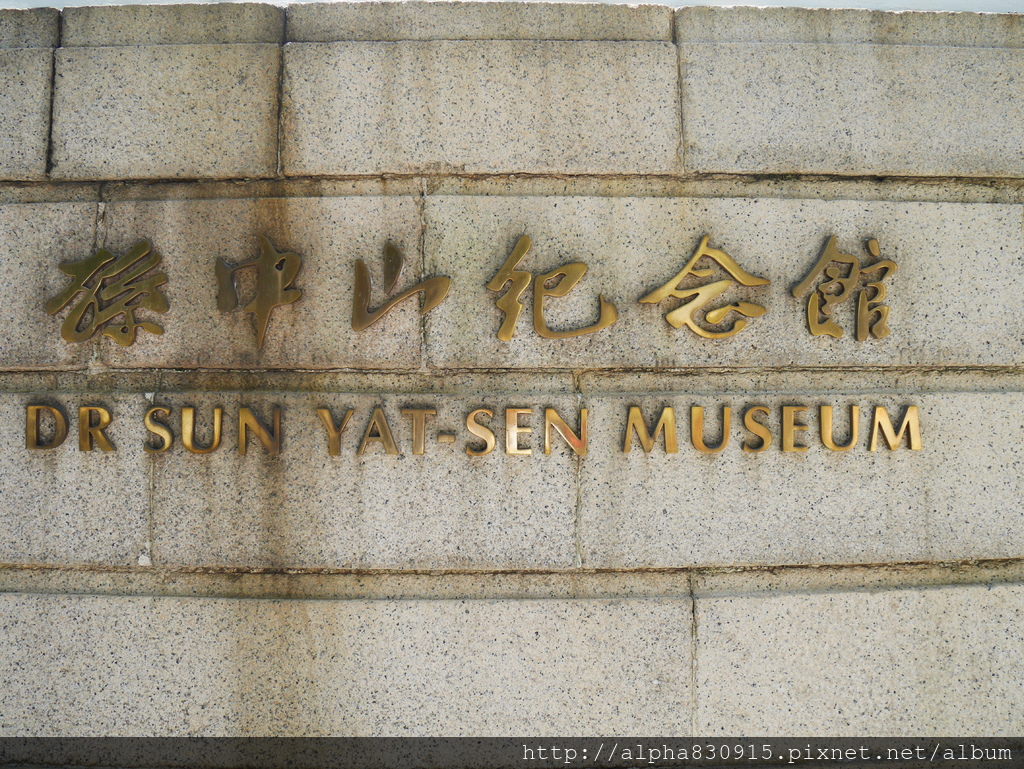 孫中山紀念館
DR SUN YAT-SEN MUSEUM
http://alpha830915.pixnet.net/album